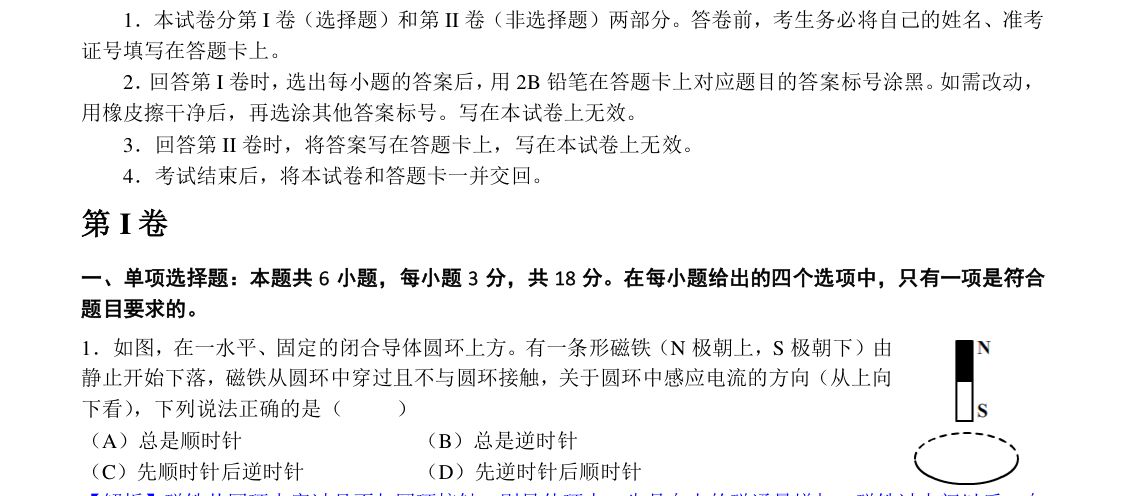 1．本试卷分第 I 卷（选择题）和第 II 卷（非选择题）两部分。答卷前，考生务必将自己的姓名、准考
证号填写在答题卡上。
2．回答第 I 卷时，选出每小题的答案后，用 2B 铅笔在答题卡上对应题目的答案标号涂黑。如需改动，
用橡皮擦干净后，再选涂其他答案标号。写在本试卷上无效。
3．回答第 II 卷时，将答案写在答题卡上，写在本试卷上无效。
4．考试结束后，将本试卷和答题卡一并交回。
第 I 卷
一、单项选择题：本题共 6 小题，每小题 3 分，共 18 分。在每小题给出的四个选项中，只有一项是符合
题目要求的。
1．如图，在一水平、固定的闭合导体圆环上方。有一条形磁铁（N 极朝上，S 极朝下）由
静止开始下落，磁铁从圆环中穿过且不与圆环接触，关于圆环中感应电流的方向（从上向
下看），下列说法正确的是（　　）
（A）总是顺时针　　（B）总是逆时针
（C）先顺时针后逆时针　　（D）先逆时针后顺时针
N
S